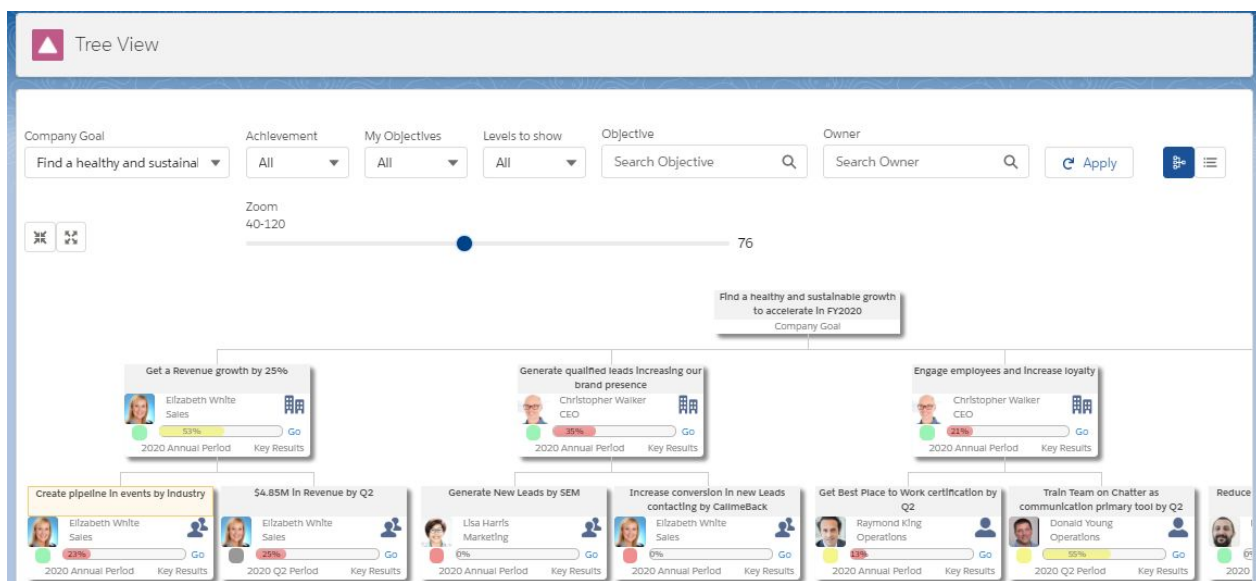 Tree View
Company Goal
Achievement
My Objectives
Levels to show
Objective
Owner
Find a healthy and sustainal
All
All
All
Search Objective
Search Owner
Apply
Zoom
40-120
76
Find a healthy and sustainable growth
to accelerate in FY2020
Company Goal
Get a Revenue growth by 25%
Elizabeth White
Sales
53%
Go
2020 Annual Period Key Results
Generate qualified leads increasing our
brand presence
Christopher Walker
CEO
35%
Go
2020 Annual Period Key Results
Engage employees and increase loyalty
Christopher Walker
CEO
21%
Go
2020 Annual Period Key Results
Create pipeline in events by industry
Elizabeth White
Sales
23%
Go
2020 Annual Period Key Results
$4.85M in Revenue by Q2
Elizabeth White
Sales
25%
Go
2020 Q2 Period Key Results
Generate New Leads by SEM
Lisa Harris
Marketing
0%
Go
2020 Annual Period Key Results
Increase conversion in new Leads
contacting by CallmeBack
Elizabeth White
Sales
0%
Go
2020 Annual Period Key Results
Get Best Place to Work certification by
Q2
Raymond King
Operations
13%
Go
2020 Annual Period Key Results
Train Team on Chatter as
communication primary tool by Q2
Donald Young
Operations
55%
Go
2020 Q2 Period Key Results
Reduce
2020